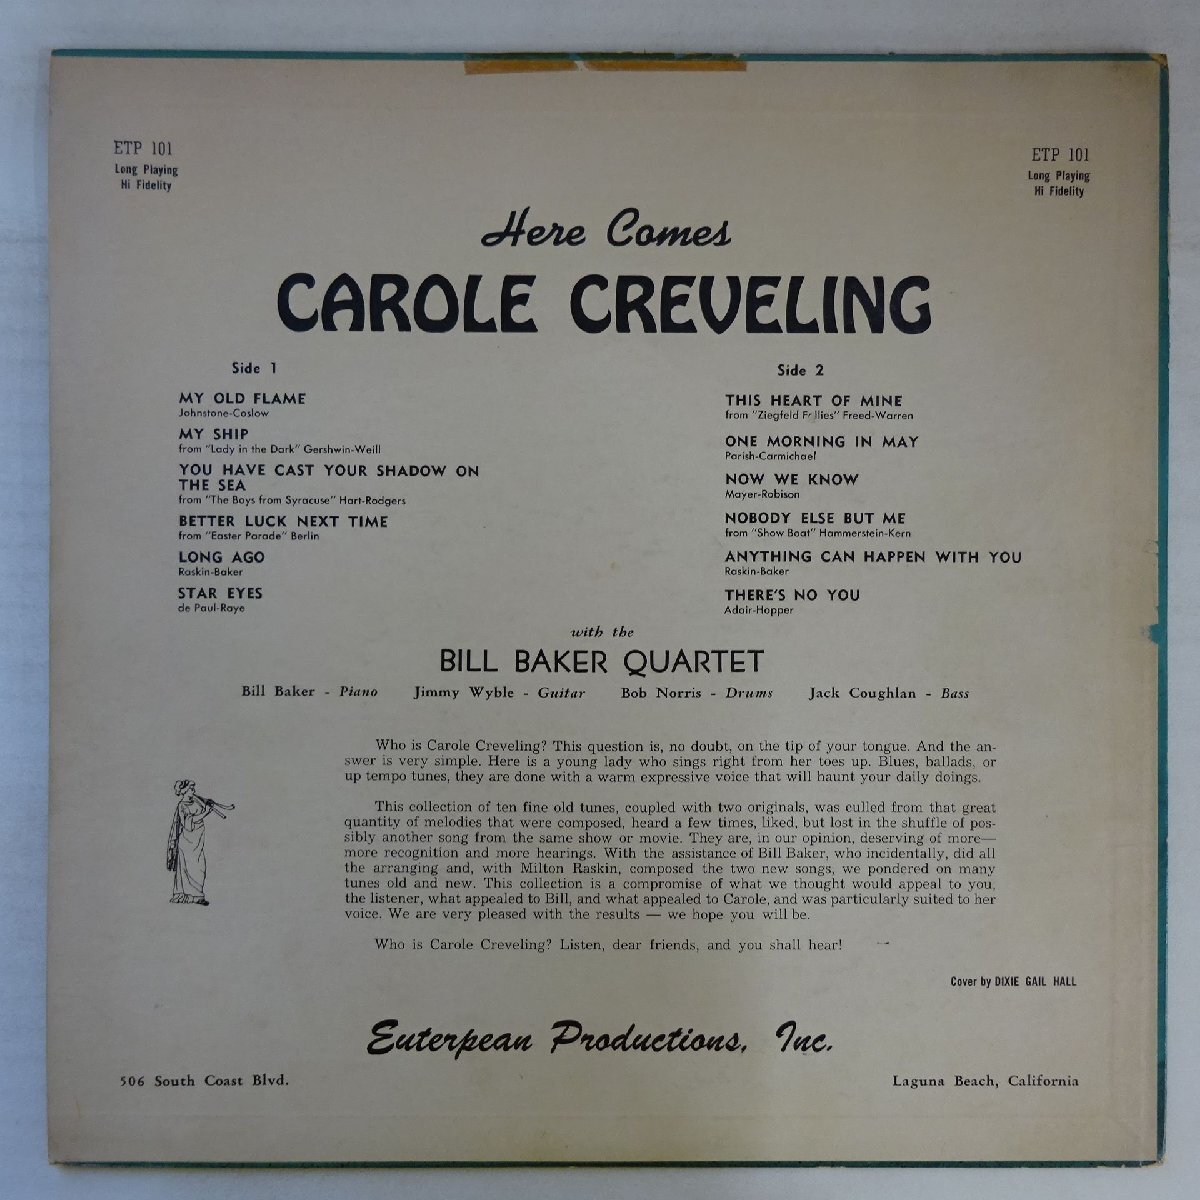 ETP 101
Long Playing
Hi Fidelity
ETP 101
Long Playing
Hi Fidelity
Here Comes
CAROLE CREVELING
Side 1
MY OLD FLAME
Johnstone-Coslow
MY SHIP
from "Lady in the Dark" Gershwin-Weill
YOU HAVE CAST YOUR SHADOW ON
THE SEA
from "The Boys from Syracuse" Hart-Rodgers
BETTER LUCK NEXT TIME
from "Easter Parade" Berlin
LONG AGO
Raskin-Baker
STAR EYES
de Paul-Raye
Side 2
THIS HEART OF MINE
from "Ziegfeld Follies" Freed-Warren
ONE MORNING IN MAY
Parish-Carmichael
NOW WE KNOW
Mayer-Robison
NOBODY ELSE BUT ME
from "Show Boat" Hammerstein-Kern
ANYTHING CAN HAPPEN WITH YOU
Raskin-Baker
THERE'S NO YOU
Adair-Hopper
with the
BILL BAKER QUARTET
Bill Baker - Piano Jimmy Wyble - Guitar Bob Norris - Drums Jack Coughlan - Bass
Who is Carole Creveling? This question is, no doubt, on the tip of your tongue. And the an-
swer is very simple. Here is a young lady who sings right from her toes up. Blues, ballads, or
up tempo tunes, they are done with a warm expressive voice that will haunt your daily doings.
This collection of ten fine old tunes, coupled with two originals, was culled from that great
quantity of melodies that were composed, heard a few times, liked, but lost in the shuffle of pos-
sibly another song from the same show or movie. They are, in our opinion, deserving of more—
more recognition and more hearings. With the assistance of Bill Baker, who incidentally, did all
the arranging and, with Milton Raskin, composed the two new songs, we pondered on many
tunes old and new. This collection is a compromise of what we thought would appeal to you,
the listener, what appealed to Bill, and what appealed to Carole, and was particularly suited to her
voice. We are very pleased with the results — we hope you will be.
Who is Carole Creveling? Listen, dear friends, and you shall hear!
Cover by DIXIE GAIL HALL
Euterpean Productions, Inc.
506 South Coast Blvd.
Laguna Beach, California